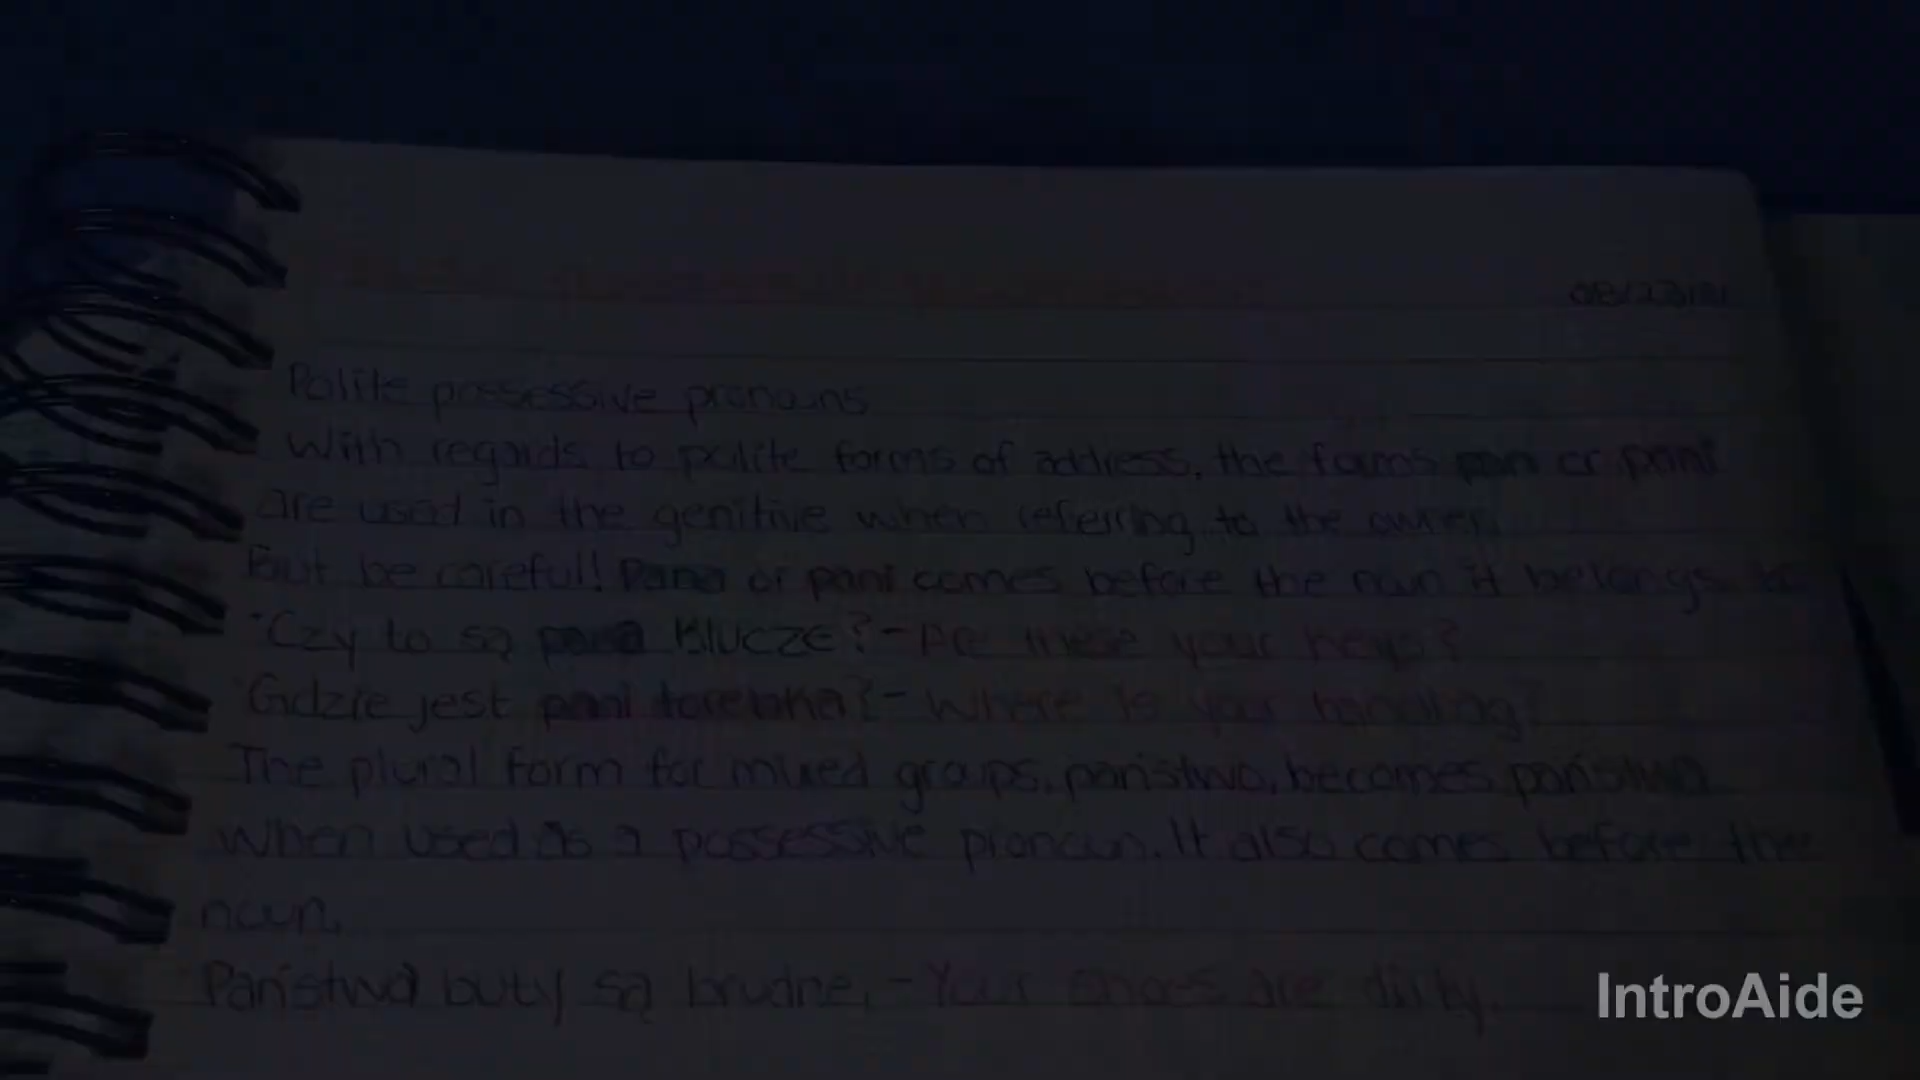 Polite possessive pronouns
With regards to polite forms of address, the forms pan or pani
are used in the genitive when referring to the owner.
But be careful! Pana or pani comes before the noun it belongs to
Czy to są pana KLUCZE? - Are these your keys?
Gdzie jest pani torebka? - Where is your handbag?
The plural form for mixed groups, państwo, becomes państwa
when used as a possessive pronoun. It also comes before the
noun.
Państwa buty są brudne. - Your shoes are dirty.
IntroAide